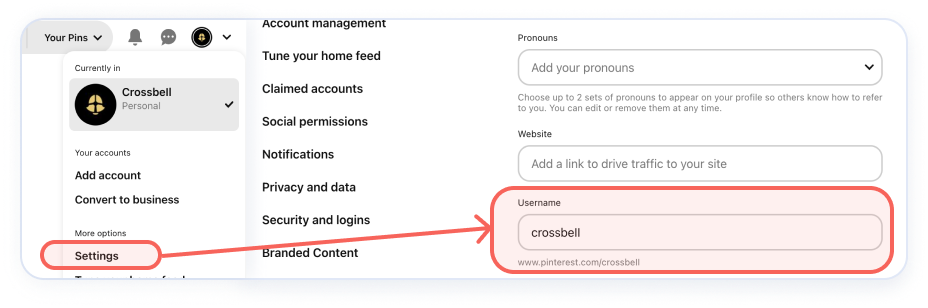 Your Pins
Currently in
Crossbell
Personal
Your accounts
Add account
Convert to business
More options
Settings
Account management
Tune your home feed
Claimed accounts
Social permissions
Notifications
Privacy and data
Security and logins
Branded Content
Pronouns
Add your pronouns
Choose up to 2 sets of pronouns to appear on your profile so others know how to refer
to you. You can edit or remove them at any time.
Website
Add a link to drive traffic to your site
Username
crossbell
www.pinterest.com/crossbell